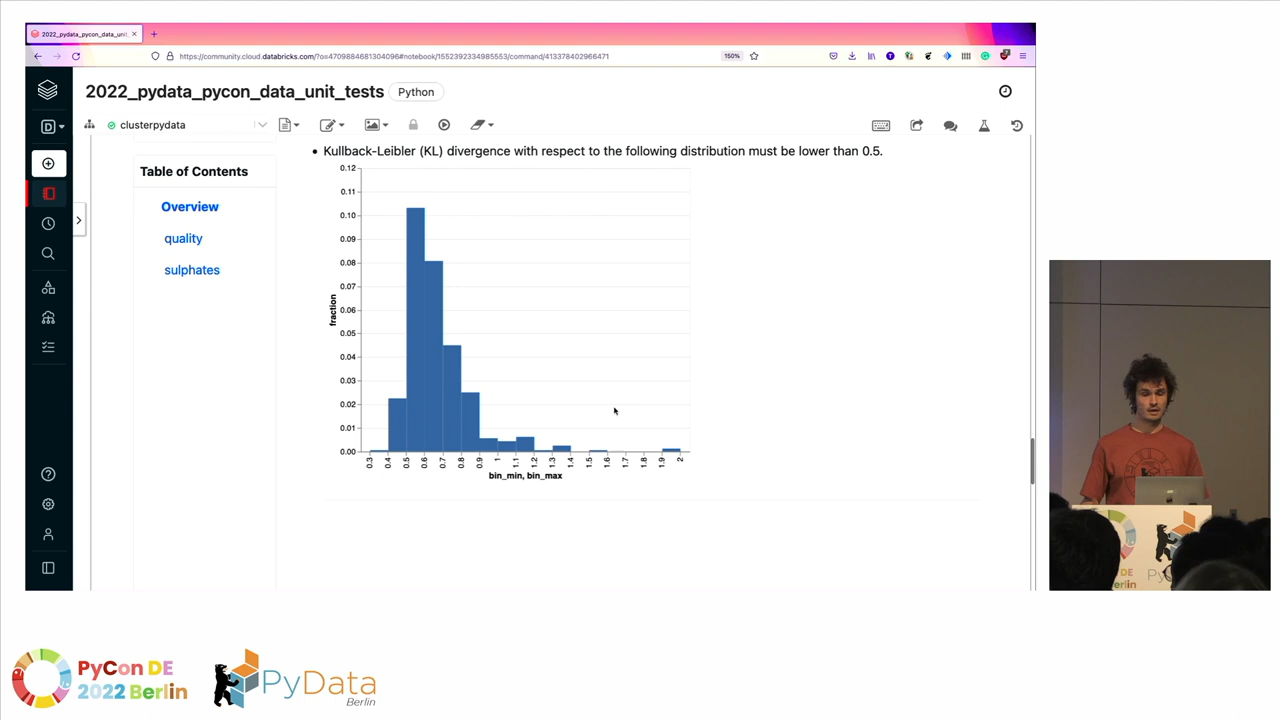 2022_pydata_pycon_data_unit_
https://community.cloud.databricks.com/?o=4709884681304096#notebook/1552392334985553/command/413378402966471
150%
2022_pydata_pycon_data_unit_tests
Python
D
clusterpydata
Table of Contents
Overview
quality
sulphates
• Kullback-Leibler (KL) divergence with respect to the following distribution must be lower than 0.5.
0.12
0.11
0.10
0.09
0.08
0.07
0.06
0.05
0.04
0.03
0.02
0.01
0.00
fraction
0.3
0.4
0.5
0.6
0.7
0.8
0.9
1
1.1
1.2
1.3
1.4
1.5
1.6
1.7
1.8
1.9
2
bin_min, bin_max
Berlin
PyCon DE
2022 Berlin
PyData
Berlin